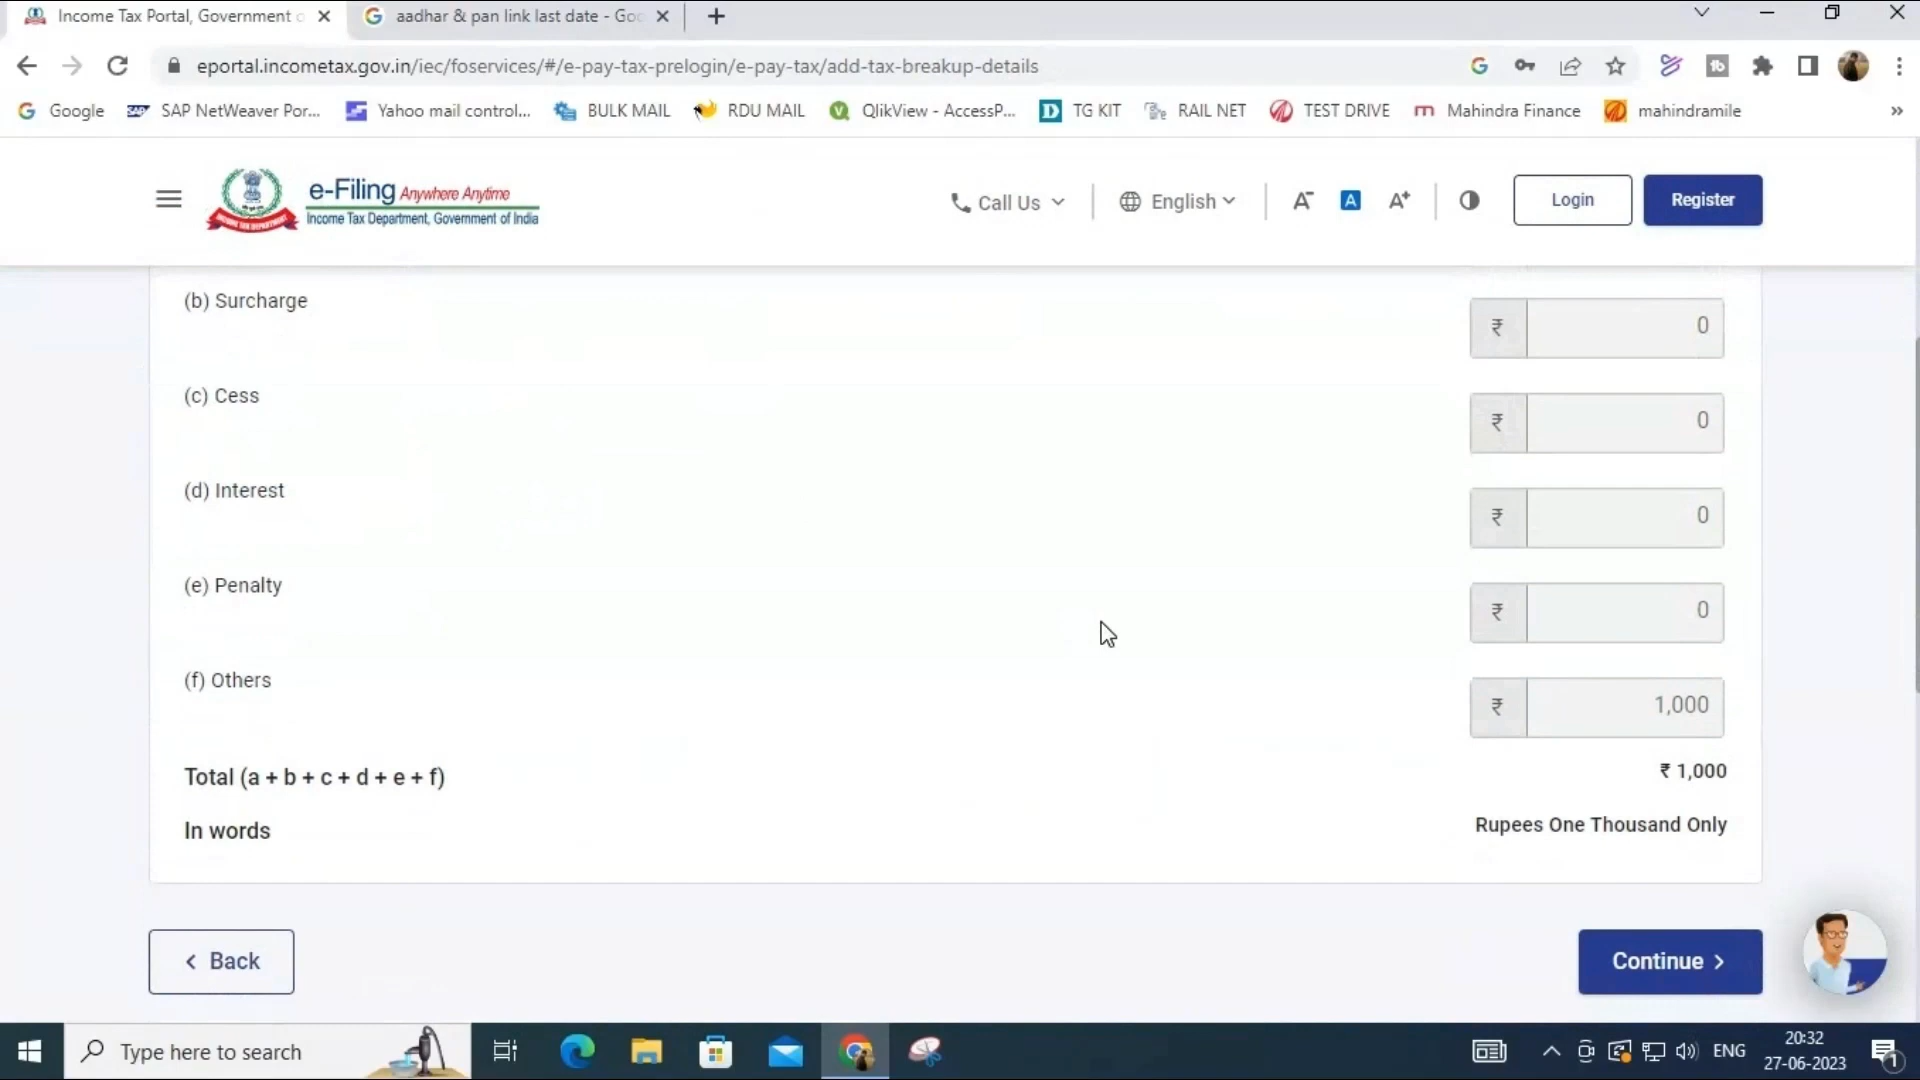 Income Tax Portal, Government o
aadhar & pan link last date - Goo
eportal.incometax.gov.in/iec/foservices/#/e-pay-tax-prelogin/e-pay-tax/add-tax-breakup-details
Google SAP NetWeaver Por... Yahoo mail control... BULK MAIL RDU MAIL QlikView - AccessP... TG KIT RAIL NET TEST DRIVE Mahindra Finance mahindramile
e-Filing Anywhere Anytime
Income Tax Department, Government of India
Call Us
English
A- A A+
Login
Register
(b) Surcharge
₹ 0
(c) Cess
₹ 0
(d) Interest
₹ 0
(e) Penalty
₹ 0
(f) Others
₹ 1,000
Total (a + b + c + d + e + f)
₹ 1,000
In words
Rupees One Thousand Only
< Back
Continue >
Type here to search
ENG
20:32
27-06-2023
1